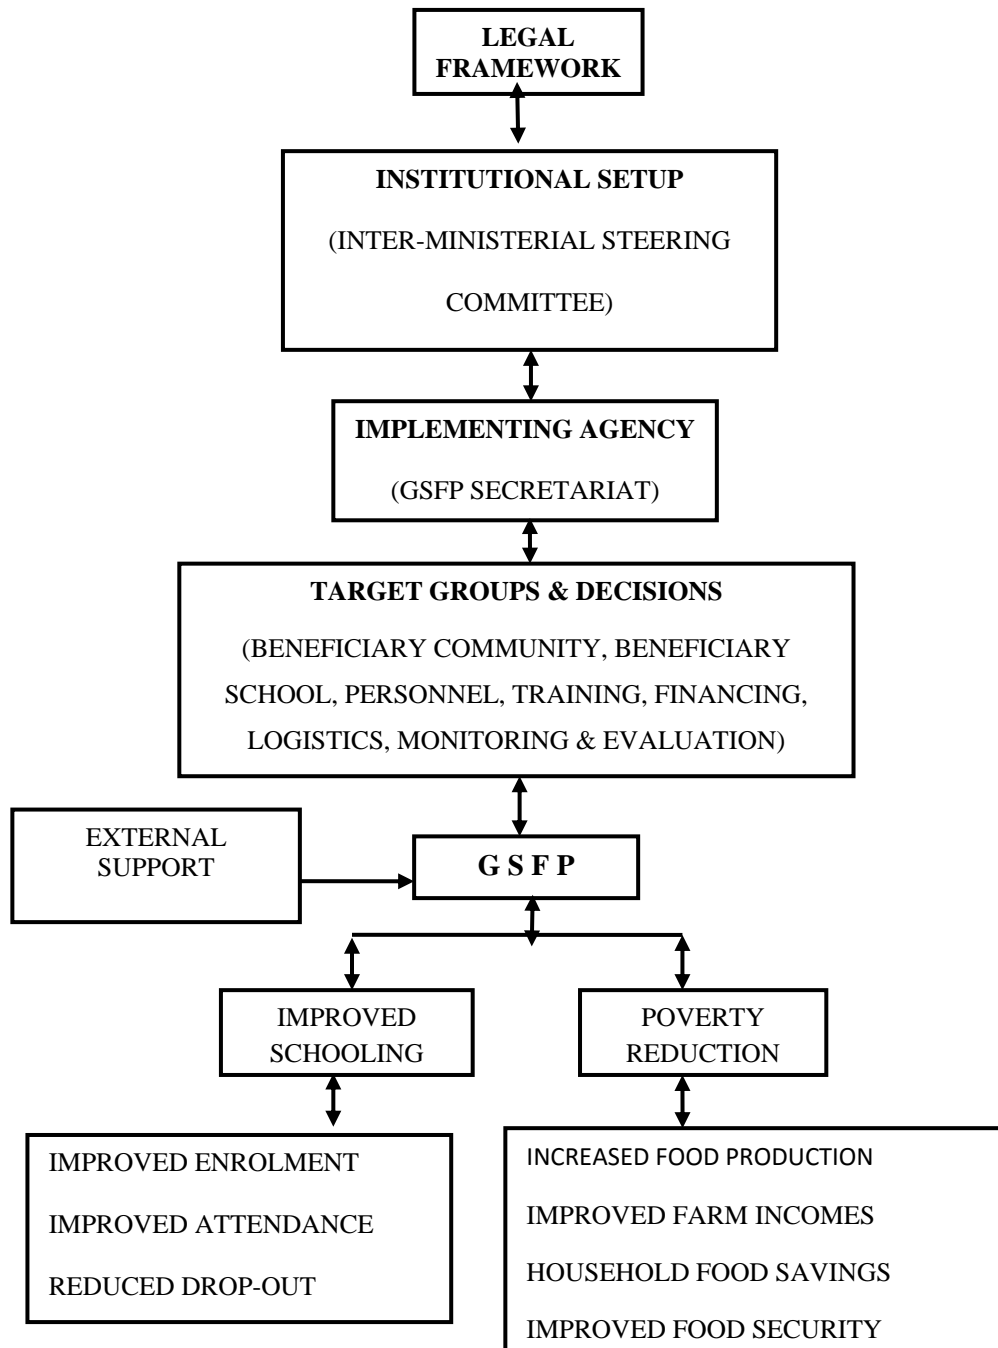 LEGAL
FRAMEWORK
INSTITUTIONAL SETUP
(INTER-MINISTERIAL STEERING
COMMITTEE)
IMPLEMENTING AGENCY
(GSFP SECRETARIAT)
TARGET GROUPS & DECISIONS
(BENEFICIARY COMMUNITY, BENEFICIARY
SCHOOL, PERSONNEL, TRAINING, FINANCING,
LOGISTICS, MONITORING & EVALUATION)
EXTERNAL
SUPPORT
G S F P
IMPROVED
SCHOOLING
POVERTY
REDUCTION
IMPROVED ENROLMENT
IMPROVED ATTENDANCE
REDUCED DROP-OUT
INCREASED FOOD PRODUCTION
IMPROVED FARM INCOMES
HOUSEHOLD FOOD SAVINGS
IMPROVED FOOD SECURITY